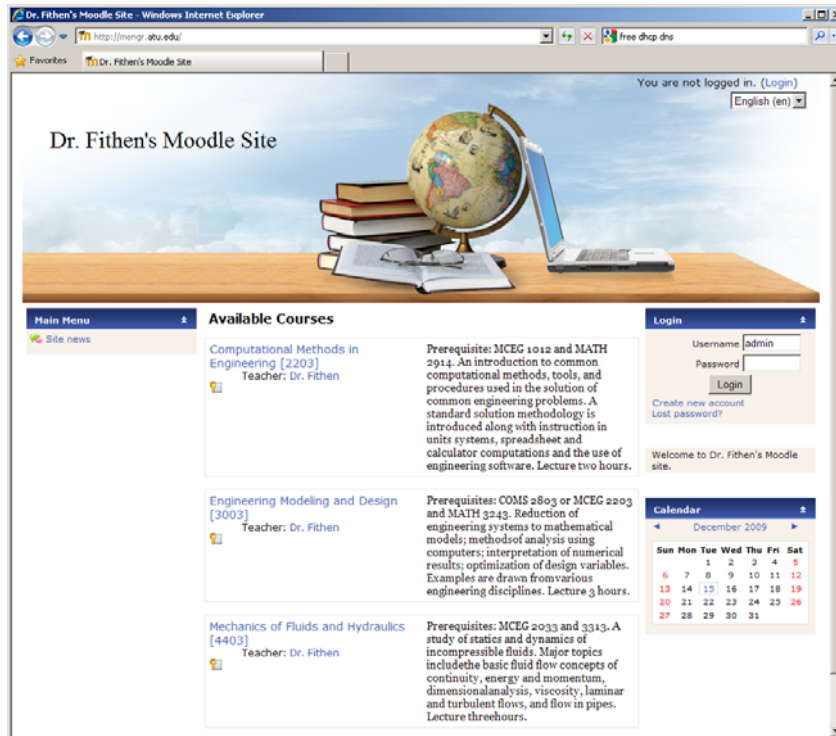 Dr. Fithen's Moodle Site - Windows Internet Explorer
http://mengr.atu.edu/
free dhcp dns
Favorites
Dr. Fithen's Moodle Site
You are not logged in. (Login)
English (en)
Dr. Fithen's Moodle Site
Main Menu
Site news
Available Courses
Computational Methods in
Engineering [2203]
Teacher: Dr. Fithen
Prerequisite: MCEG 1012 and MATH
2914. An introduction to common
computational methods, tools, and
procedures used in the solution of
common engineering problems. A
standard solution methodology is
introduced along with instruction in
units systems, spreadsheet and
calculator computations and the use of
engineering software. Lecture two hours.
Engineering Modeling and Design
[3003]
Teacher: Dr. Fithen
Prerequisites: COMS 2803 or MCEG 2203
and MATH 3243. Reduction of
engineering systems to mathematical
models; methodsof analysis using
computers; interpretation of numerical
results; optimization of design variables.
Examples are drawn fromvarious
engineering disciplines. Lecture 3 hours.
Mechanics of Fluids and Hydraulics
[4403]
Teacher: Dr. Fithen
Prerequisites: MCEG 2033 and 3313. A
study of statics and dynamics of
incompressible fluids. Major topics
includethe basic fluid flow concepts of
continuity, energy and momentum,
dimensionalanalysis, viscosity, laminar
and turbulent flows, and flow in pipes.
Lecture threehours.
Login
Username admin
Password
Login
Create new account
Lost password?
Welcome to Dr. Fithen's Moodle
site.
Calendar
December 2009
Sun Mon Tue Wed Thu Fri Sat
1 2 3 4 5
6 7 8 9 10 11 12
13 14 15 16 17 18 19
20 21 22 23 24 25 26
27 28 29 30 31